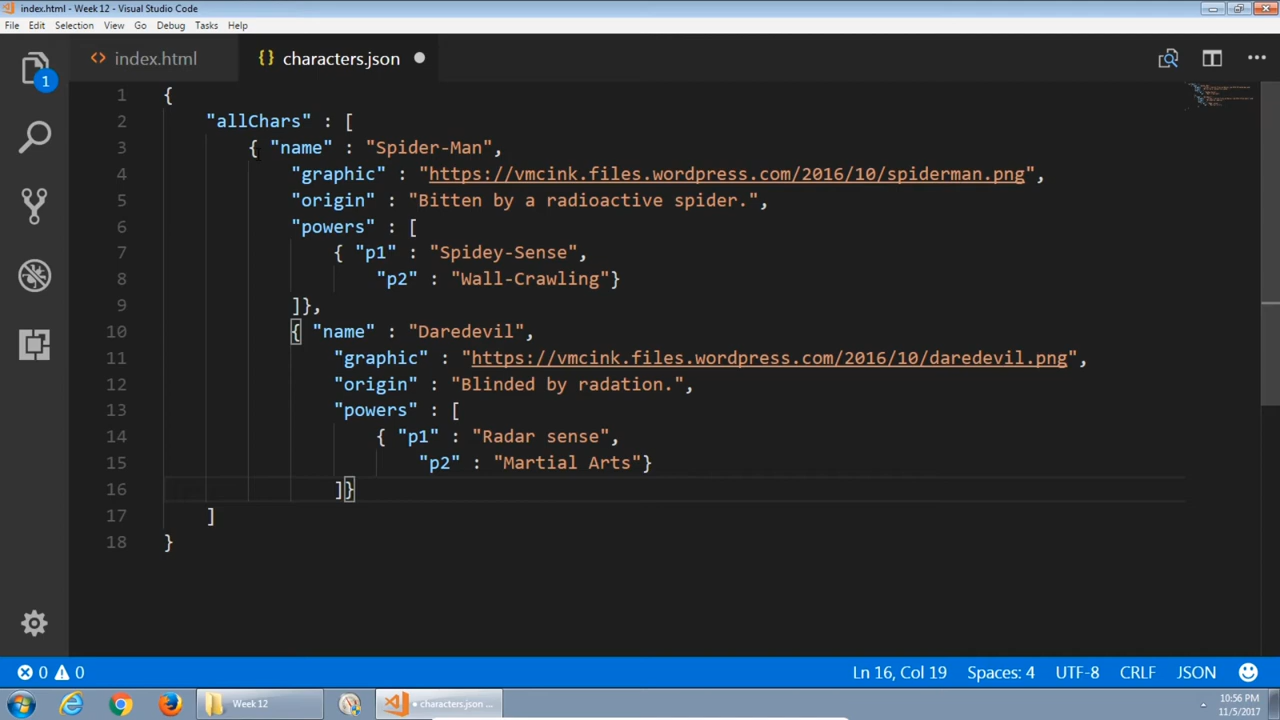 index.html - Week 12 - Visual Studio Code
File Edit Selection View Go Debug Tasks Help
index.html characters.json
1
1 {
2 "allChars" : [
3 { "name" : "Spider-Man",
4 "graphic" : "https://vmcink.files.wordpress.com/2016/10/spiderman.png",
5 "origin" : "Bitten by a radioactive spider.",
6 "powers" : [
7 { "p1" : "Spidey-Sense",
8 "p2" : "Wall-Crawling"}
9 ]},
10 { "name" : "Daredevil",
11 "graphic" : "https://vmcink.files.wordpress.com/2016/10/daredevil.png",
12 "origin" : "Blinded by radation.",
13 "powers" : [
14 { "p1" : "Radar sense",
15 "p2" : "Martial Arts"}
16 ]}
17 ]
18 }
0 0 Ln 16, Col 19 Spaces: 4 UTF-8 CRLF JSON
Week 12 • characters.json ... 10:56 PM
11/5/2017